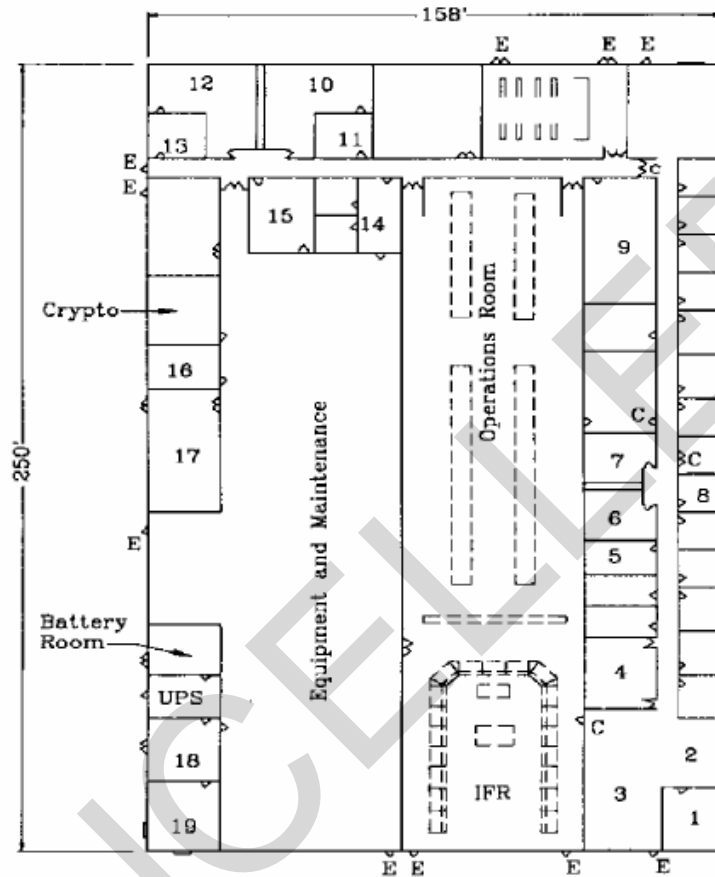 158'
E
E
E
12
10
13
11
E
E
C
15
14
9
Crypto
16
Operations Room
C
250'
17
Equipment and Maintenance
7
C
8
6
E
5
Battery
Room
4
UPS
C
18
2
IFR
3
1
19
E
E
E
E